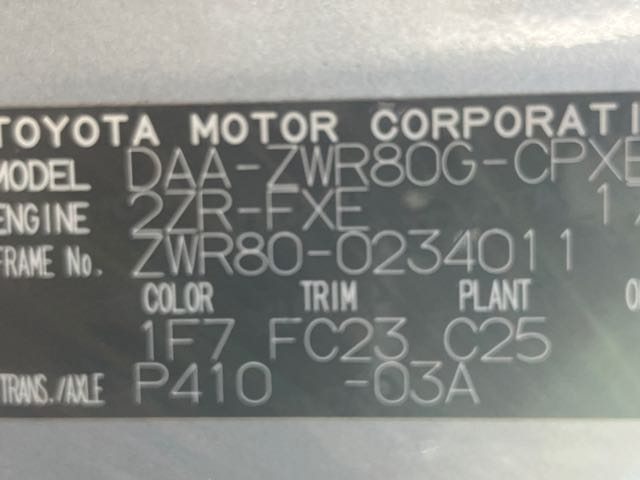 TOYOTA MOTOR CORPORATI
MODEL DAA-ZWR80G-CPXE
ENGINE 2ZR-FXE 1
FRAME No. ZWR80-0234011
COLOR TRIM PLANT
1F7 FC23 C25
TRANS./AXLE P410 -03A